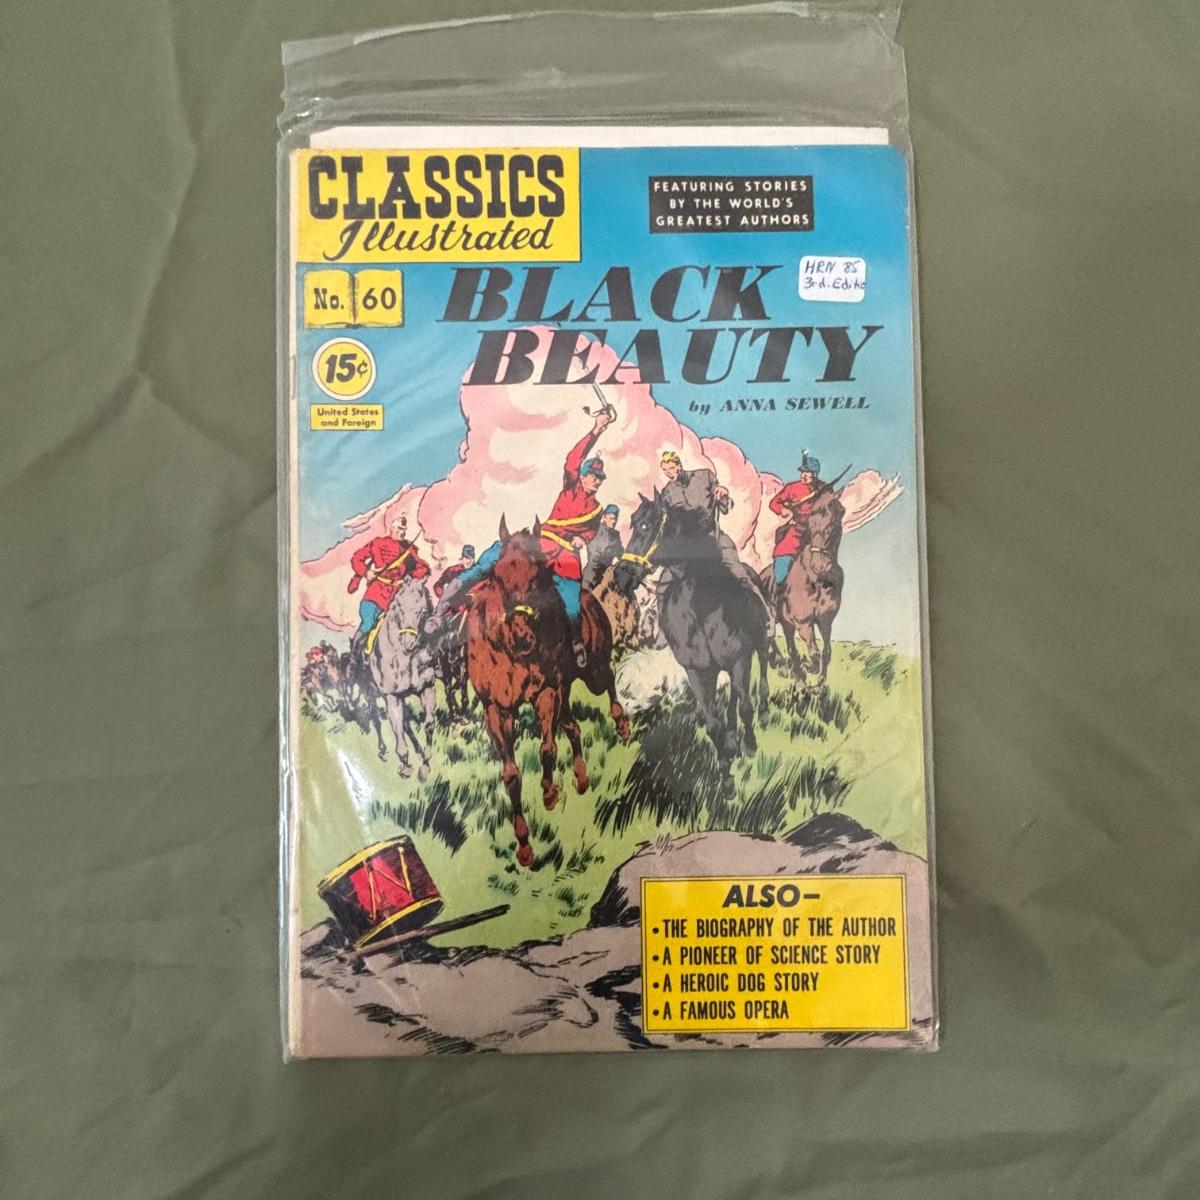 CLASSICS
Illustrated
FEATURING STORIES
BY THE WORLD'S
GREATEST AUTHORS
No. 60
BLACK
BEAUTY
HRN 85
3rd. Editio
15¢
by ANNA SEWELL
United States
and Foreign
ALSO—
•THE BIOGRAPHY OF THE AUTHOR
•A PIONEER OF SCIENCE STORY
•A HEROIC DOG STORY
•A FAMOUS OPERA